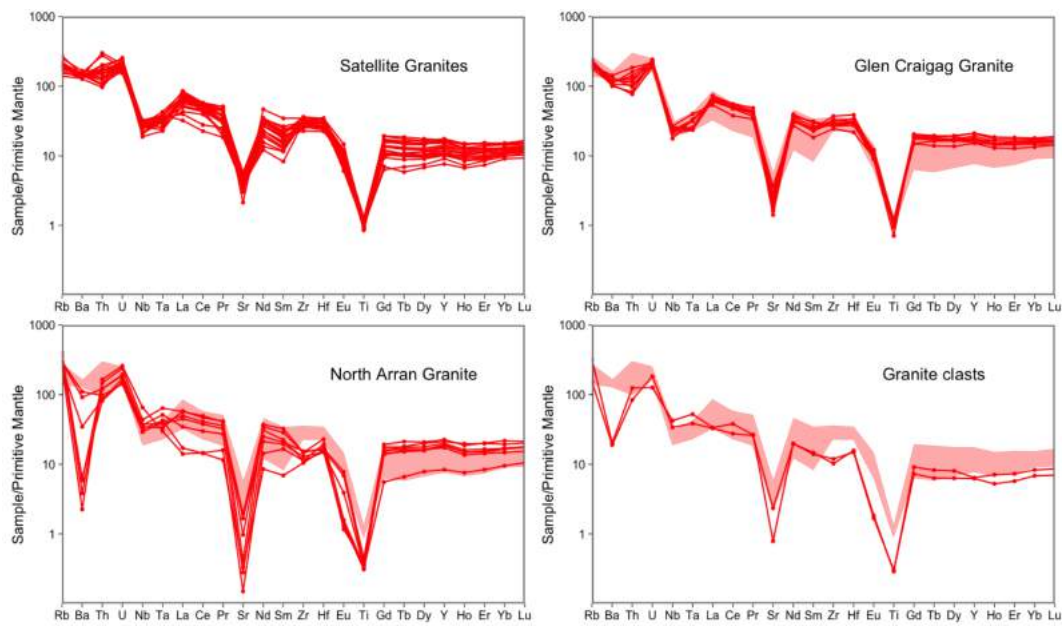 1000
Satellite Granites
100
10
1
Sample/Primitive Mantle
Rb Ba Th U Nb Ta La Ce Pr Sr Nd Sm Zr Hf Eu Ti Gd Tb Dy Y Ho Er Yb Lu
1000
Glen Craigag Granite
100
10
1
Sample/Primitive Mantle
Rb Ba Th U Nb Ta La Ce Pr Sr Nd Sm Zr Hf Eu Ti Gd Tb Dy Y Ho Er Yb Lu
1000
North Arran Granite
100
10
1
Sample/Primitive Mantle
Rb Ba Th U Nb Ta La Ce Pr Sr Nd Sm Zr Hf Eu Ti Gd Tb Dy Y Ho Er Yb Lu
1000
Granite clasts
100
10
1
Sample/Primitive Mantle
Rb Ba Th U Nb Ta La Ce Pr Sr Nd Sm Zr Hf Eu Ti Gd Tb Dy Y Ho Er Yb Lu